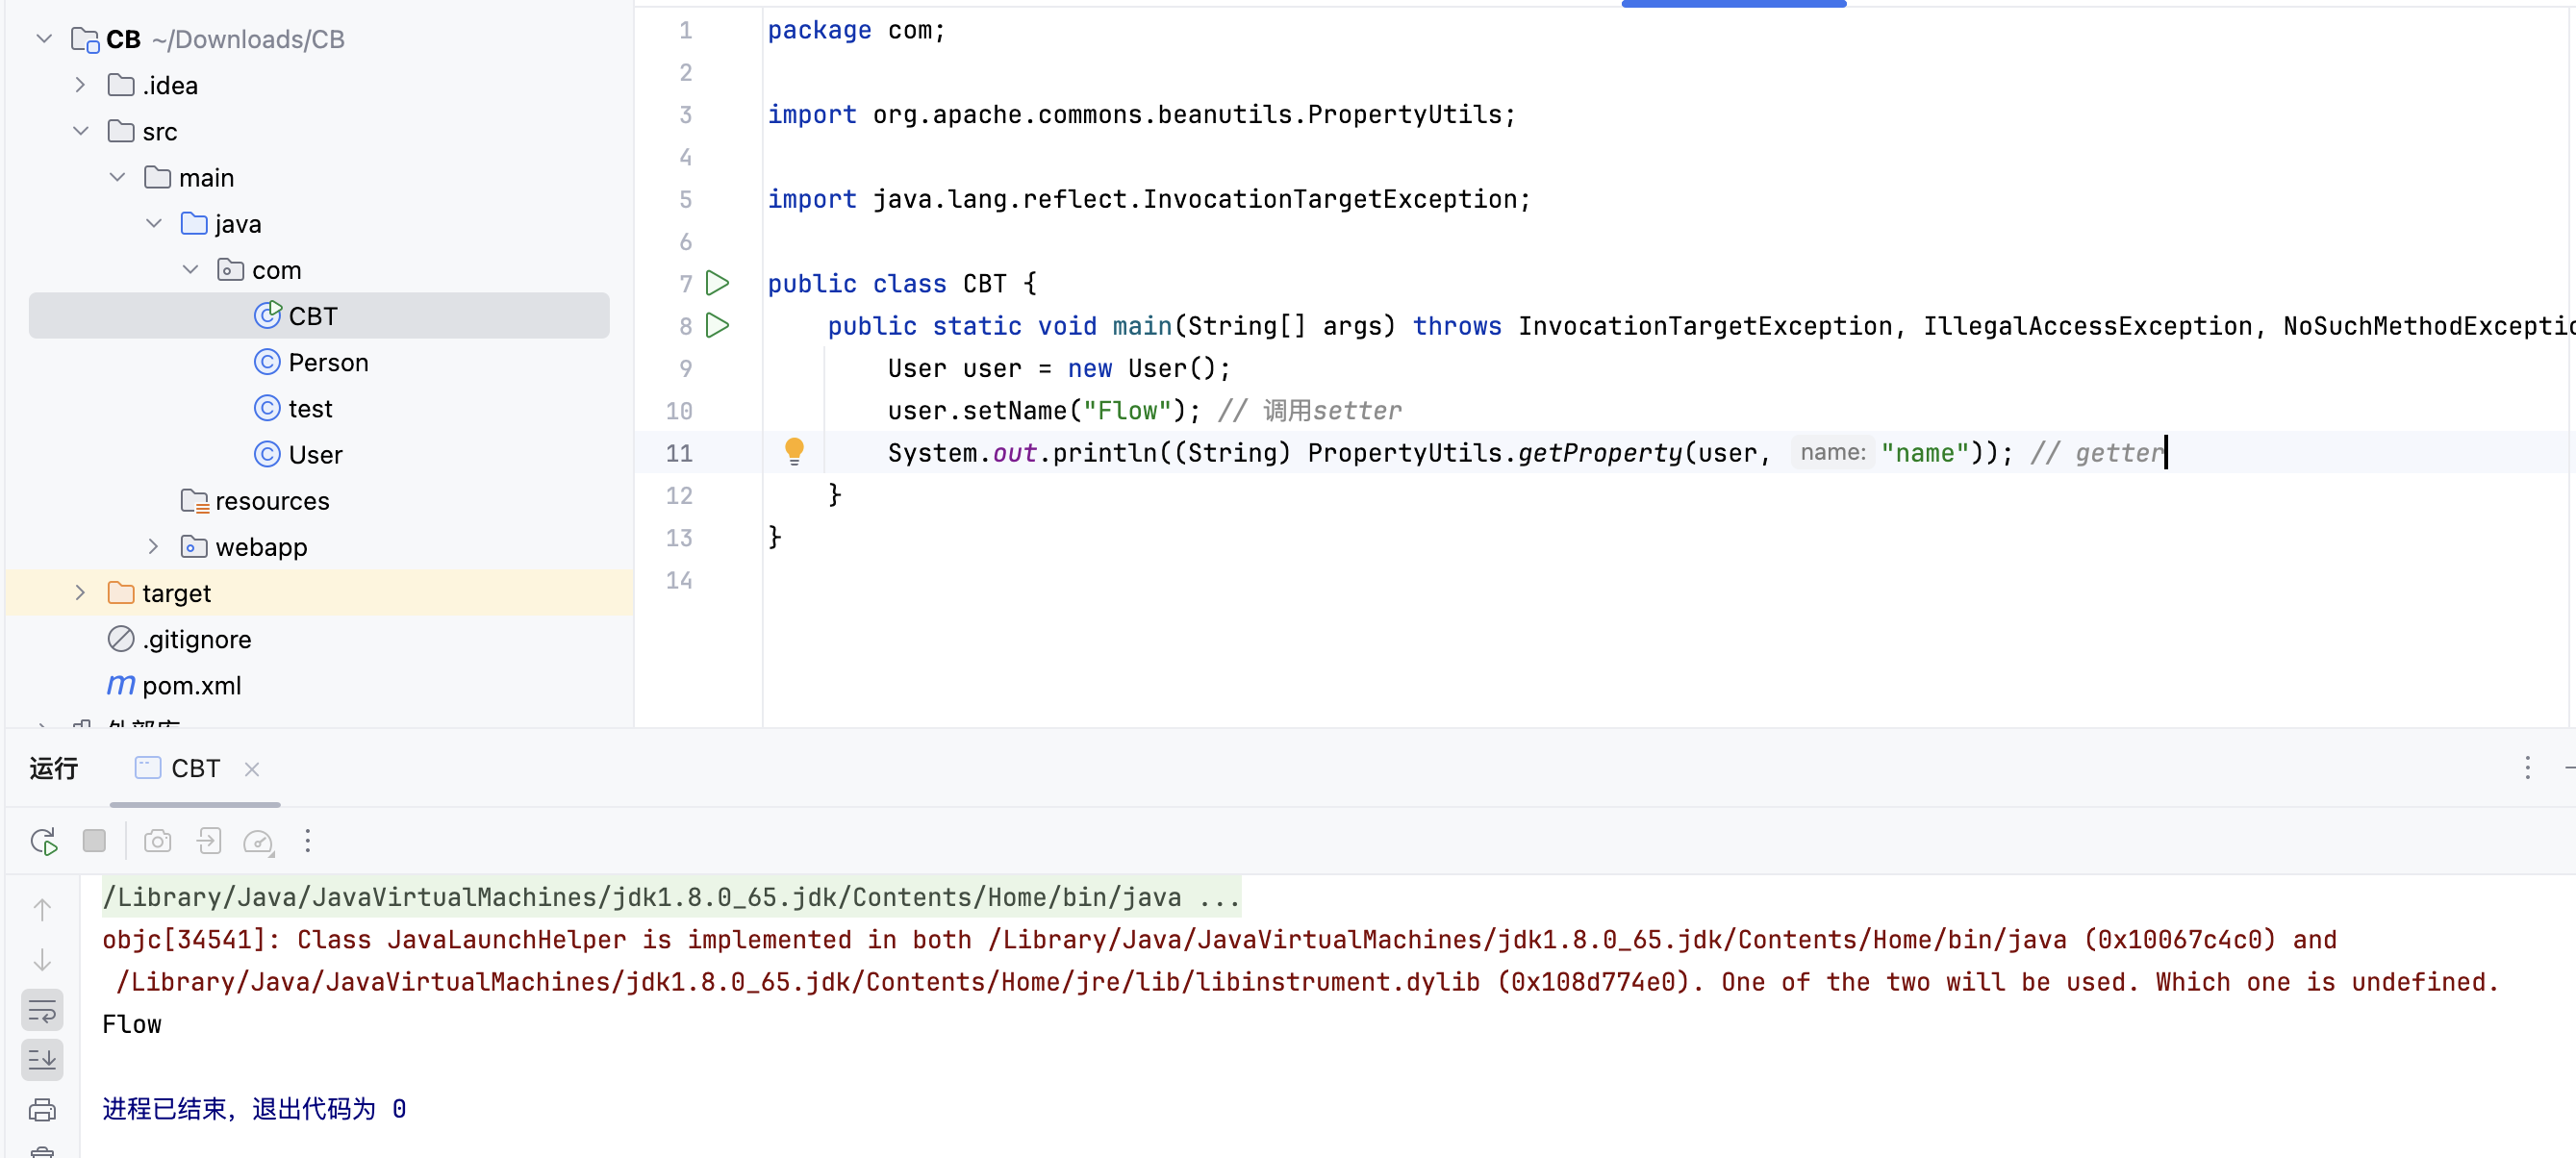 CB ~/Downloads/CB
.idea
src
main
java
com
CBT
Person
test
User
resources
webapp
target
.gitignore
m pom.xml
外部库
1 package com;
2
3 import org.apache.commons.beanutils.PropertyUtils;
4
5 import java.lang.reflect.InvocationTargetException;
6
7 public class CBT {
8 public static void main(String[] args) throws InvocationTargetException, IllegalAccessException, NoSuchMethodExceptio
9 User user = new User();
10 user.setName("Flow"); // 调用setter
11 System.out.println((String) PropertyUtils.getProperty(user, name: "name")); // getter
12 }
13 }
14
运行 CBT
/Library/Java/JavaVirtualMachines/jdk1.8.0_65.jdk/Contents/Home/bin/java ...
objc[34541]: Class JavaLaunchHelper is implemented in both /Library/Java/JavaVirtualMachines/jdk1.8.0_65.jdk/Contents/Home/bin/java (0x10067c4c0) and
/Library/Java/JavaVirtualMachines/jdk1.8.0_65.jdk/Contents/Home/jre/lib/libinstrument.dylib (0x108d774e0). One of the two will be used. Which one is undefined.
Flow
进程已结束，退出代码为 0